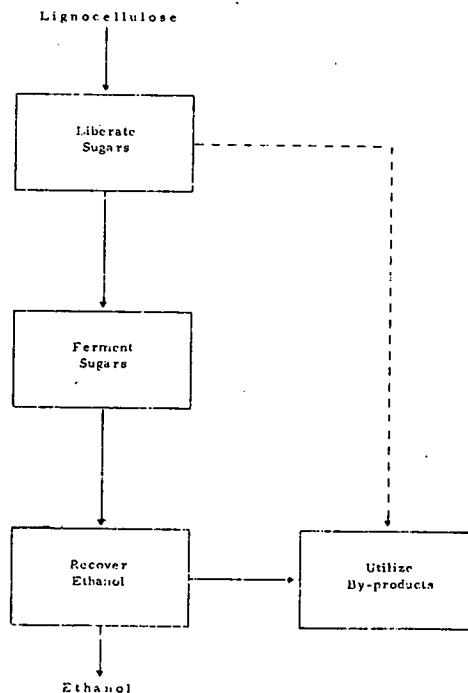 Lignocellulose
Liberate
Sugars
Ferment
Sugars
Recover
Ethanol
Utilize
By-products
Ethanol